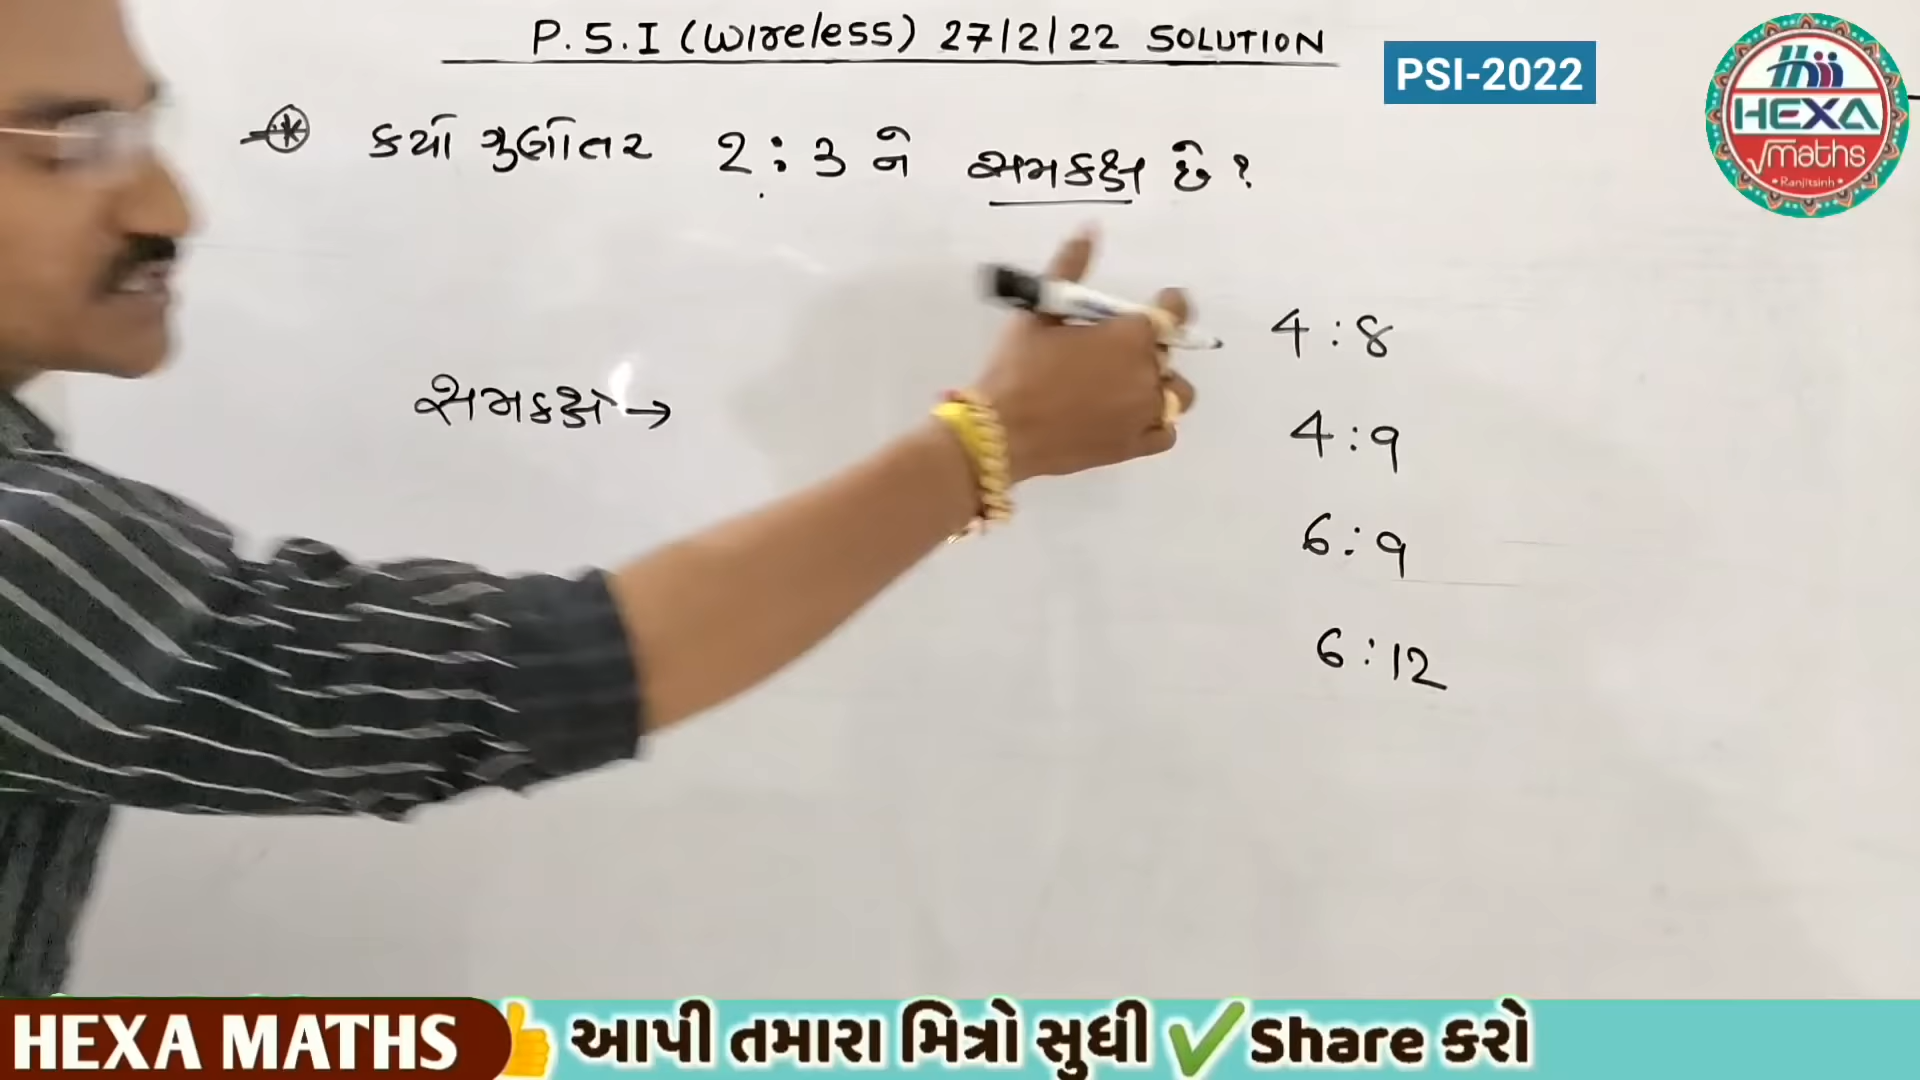 P.S.I (Wireless) 27/2/22 SOLUTION
PSI-2022
HEXA
√maths
Ranjitsinh
કયો ગુણોતર 2:3 ને સમકક્ષ છે?
4:8
સમકક્ષ →
4:9
6:9
6:12
HEXA MATHS 👍 આપી તમારા મિત્રો સુધી ✔ Share કરો